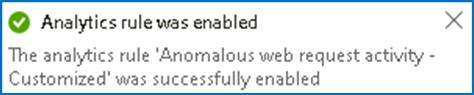 Analytics rule was enabled
The analytics rule 'Anomalous web request activity -
Customized' was successfully enabled